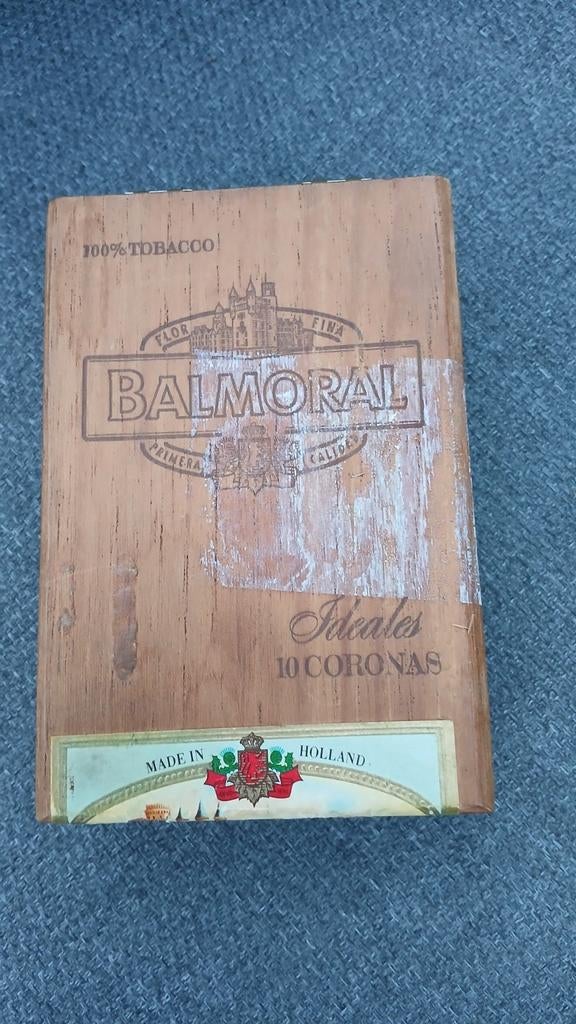 100% TOBACCO
FLOR FINA
BALMORAL
PRIMERA CALIDAD
Ideales
10 CORONAS
MADE IN HOLLAND